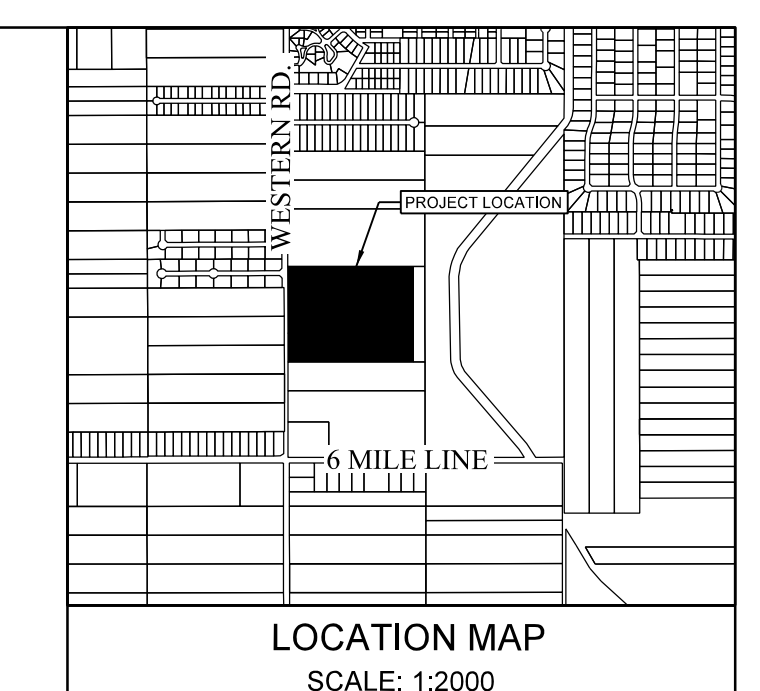 WESTERN RD.
PROJECT LOCATION
6 MILE LINE
LOCATION MAP
SCALE: 1:2000